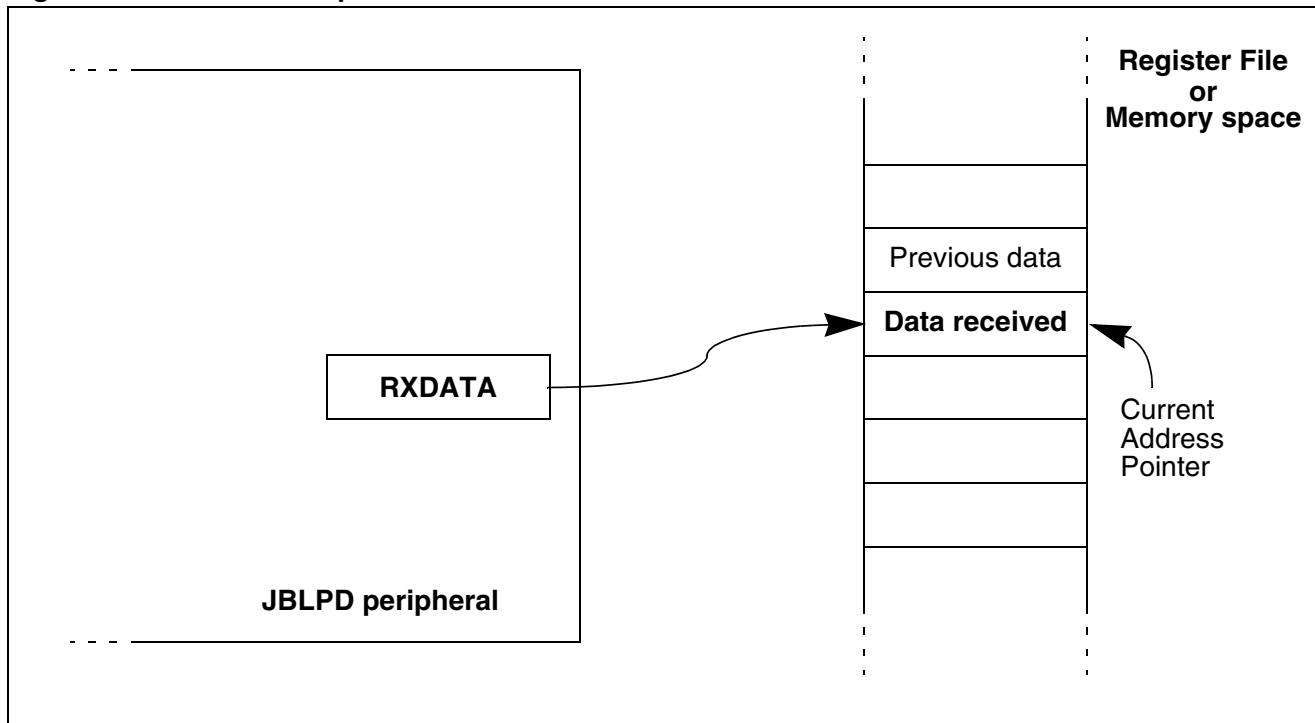 Register File
or
Memory space
Previous data
Data received
RXDATA
Current
Address
Pointer
JBLPD peripheral